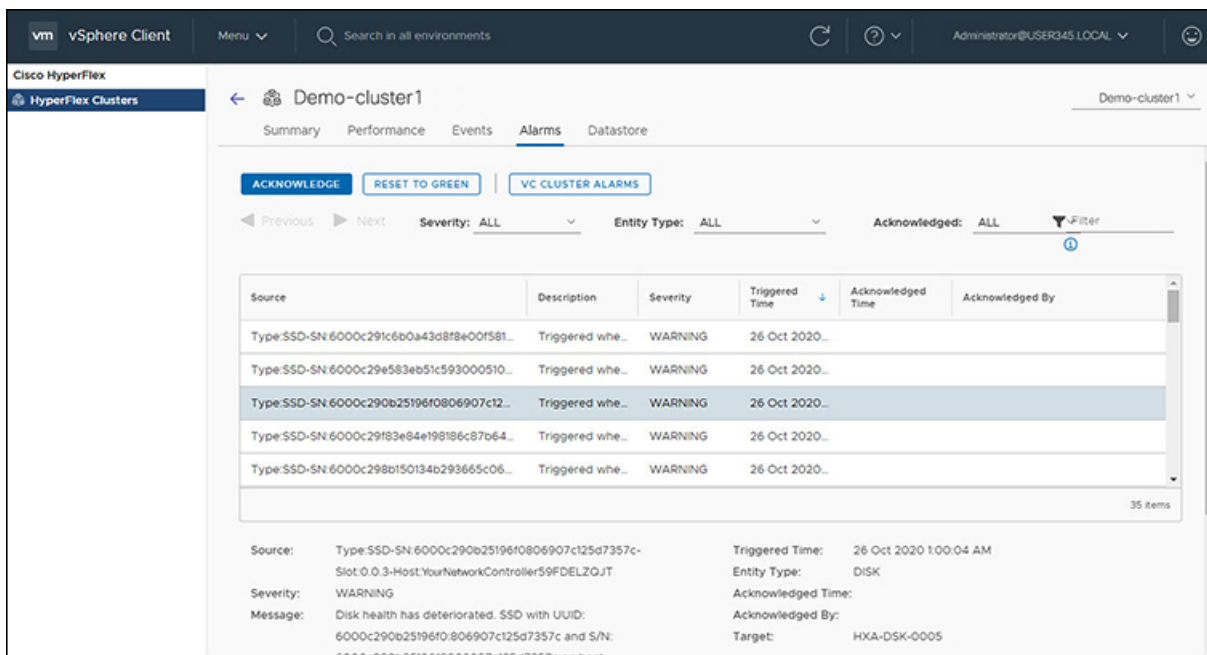 vm vSphere Client Menu Search in all environments Administrator@USER345.LOCAL
Cisco HyperFlex
HyperFlex Clusters
Demo-cluster1 Demo-cluster1
Summary Performance Events Alarms Datastore
ACKNOWLEDGE RESET TO GREEN VC CLUSTER ALARMS
Previous Next Severity: ALL Entity Type: ALL Acknowledged: ALL Filter
Source Description Severity Triggered Time Acknowledged Time Acknowledged By
Type:SSD-SN:6000c291c6b0a43d8f8e00f581... Triggered whe... WARNING 26 Oct 2020...
Type:SSD-SN:6000c29e583eb51c593000510... Triggered whe... WARNING 26 Oct 2020...
Type:SSD-SN:6000c290b25196f0806907c12... Triggered whe... WARNING 26 Oct 2020...
Type:SSD-SN:6000c29f83e84e198186c87b64... Triggered whe... WARNING 26 Oct 2020...
Type:SSD-SN:6000c298b150134b293665c06... Triggered whe... WARNING 26 Oct 2020...
35 items
Source: Type:SSD-SN:6000c290b25196f0806907c125d7357c- Triggered Time: 26 Oct 2020 1:00:04 AM
Slot:0.0.3-Host:YourNetworkController59FDELZQJT Entity Type: DISK
Severity: WARNING Acknowledged Time:
Message: Disk health has deteriorated. SSD with UUID: Acknowledged By:
6000c290b25196f0:806907c125d7357c and S/N: Target: HXA-DSK-0005